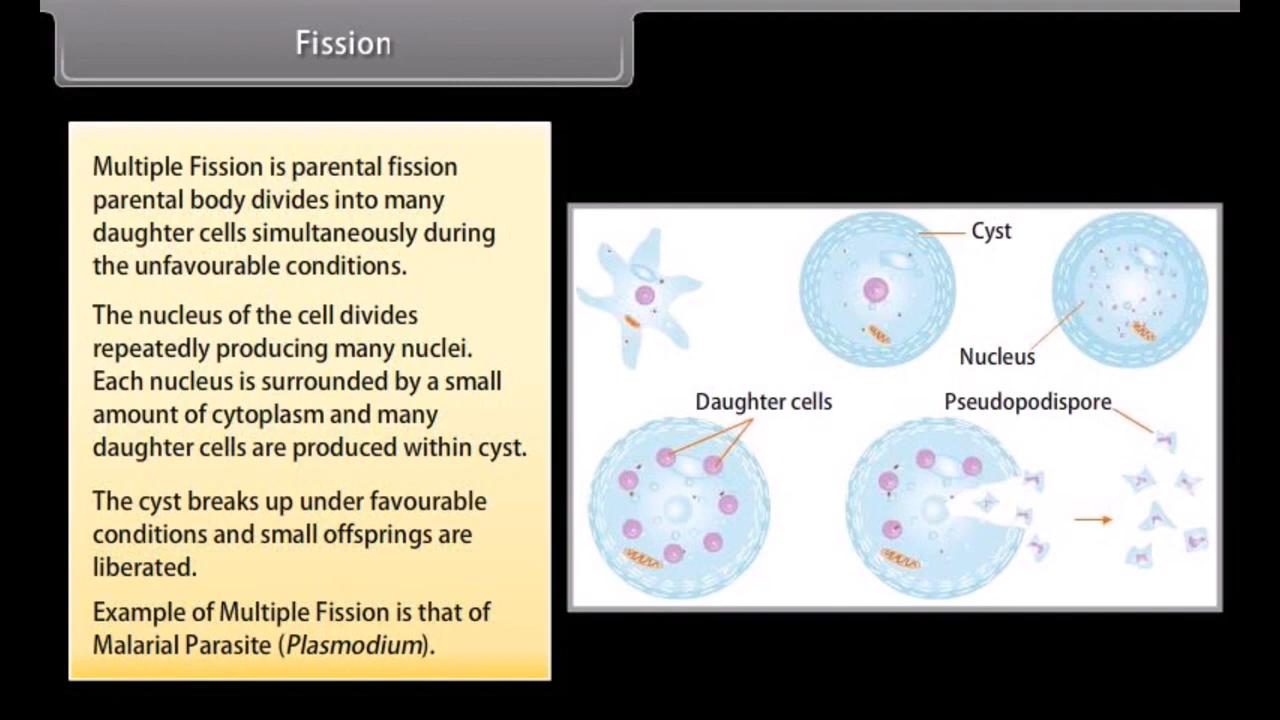 Fission
Multiple Fission is parental fission
parental body divides into many
daughter cells simultaneously during
the unfavourable conditions.
The nucleus of the cell divides
repeatedly producing many nuclei.
Each nucleus is surrounded by a small
amount of cytoplasm and many
daughter cells are produced within cyst.
The cyst breaks up under favourable
conditions and small offsprings are
liberated.
Example of Multiple Fission is that of
Malarial Parasite (Plasmodium).
Cyst
Nucleus
Daughter cells
Pseudopodispore